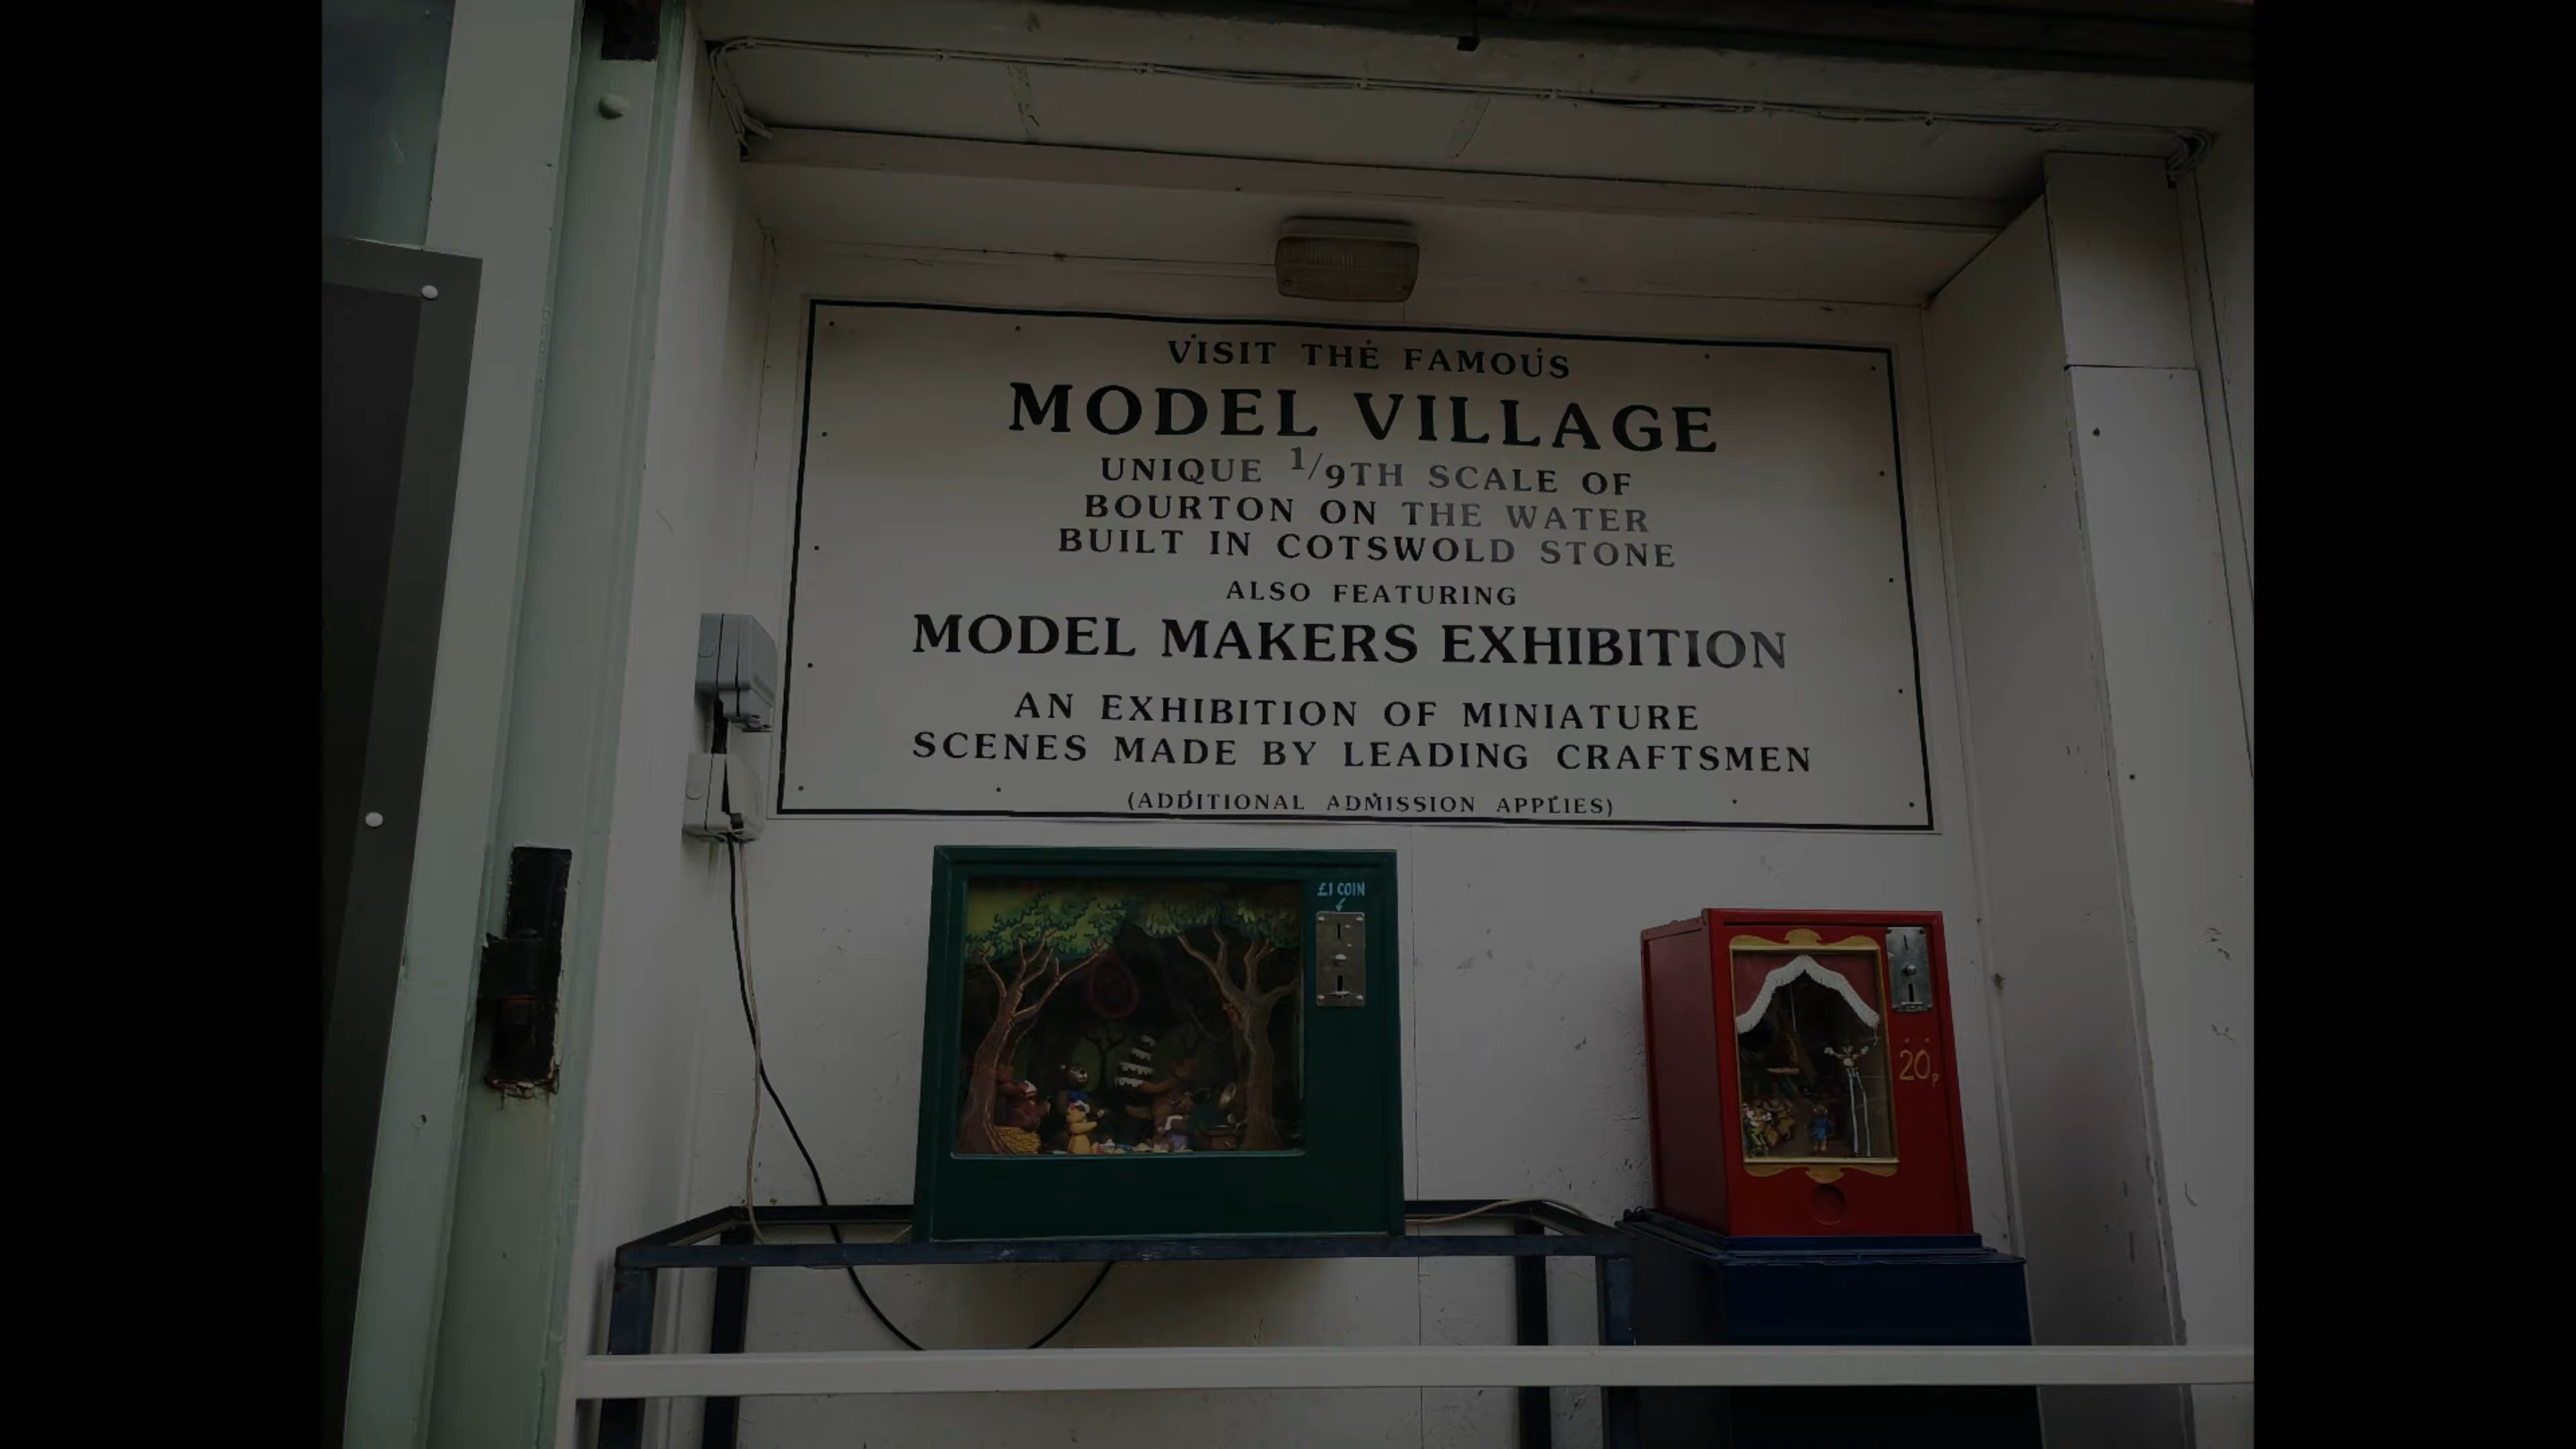 VISIT THE FAMOUS
MODEL VILLAGE
UNIQUE 1/9TH SCALE OF
BOURTON ON THE WATER
BUILT IN COTSWOLD STONE
ALSO FEATURING
MODEL MAKERS EXHIBITION
AN EXHIBITION OF MINIATURE
SCENES MADE BY LEADING CRAFTSMEN
(ADDITIONAL ADMISSION APPLIES)
£1 COIN
20p